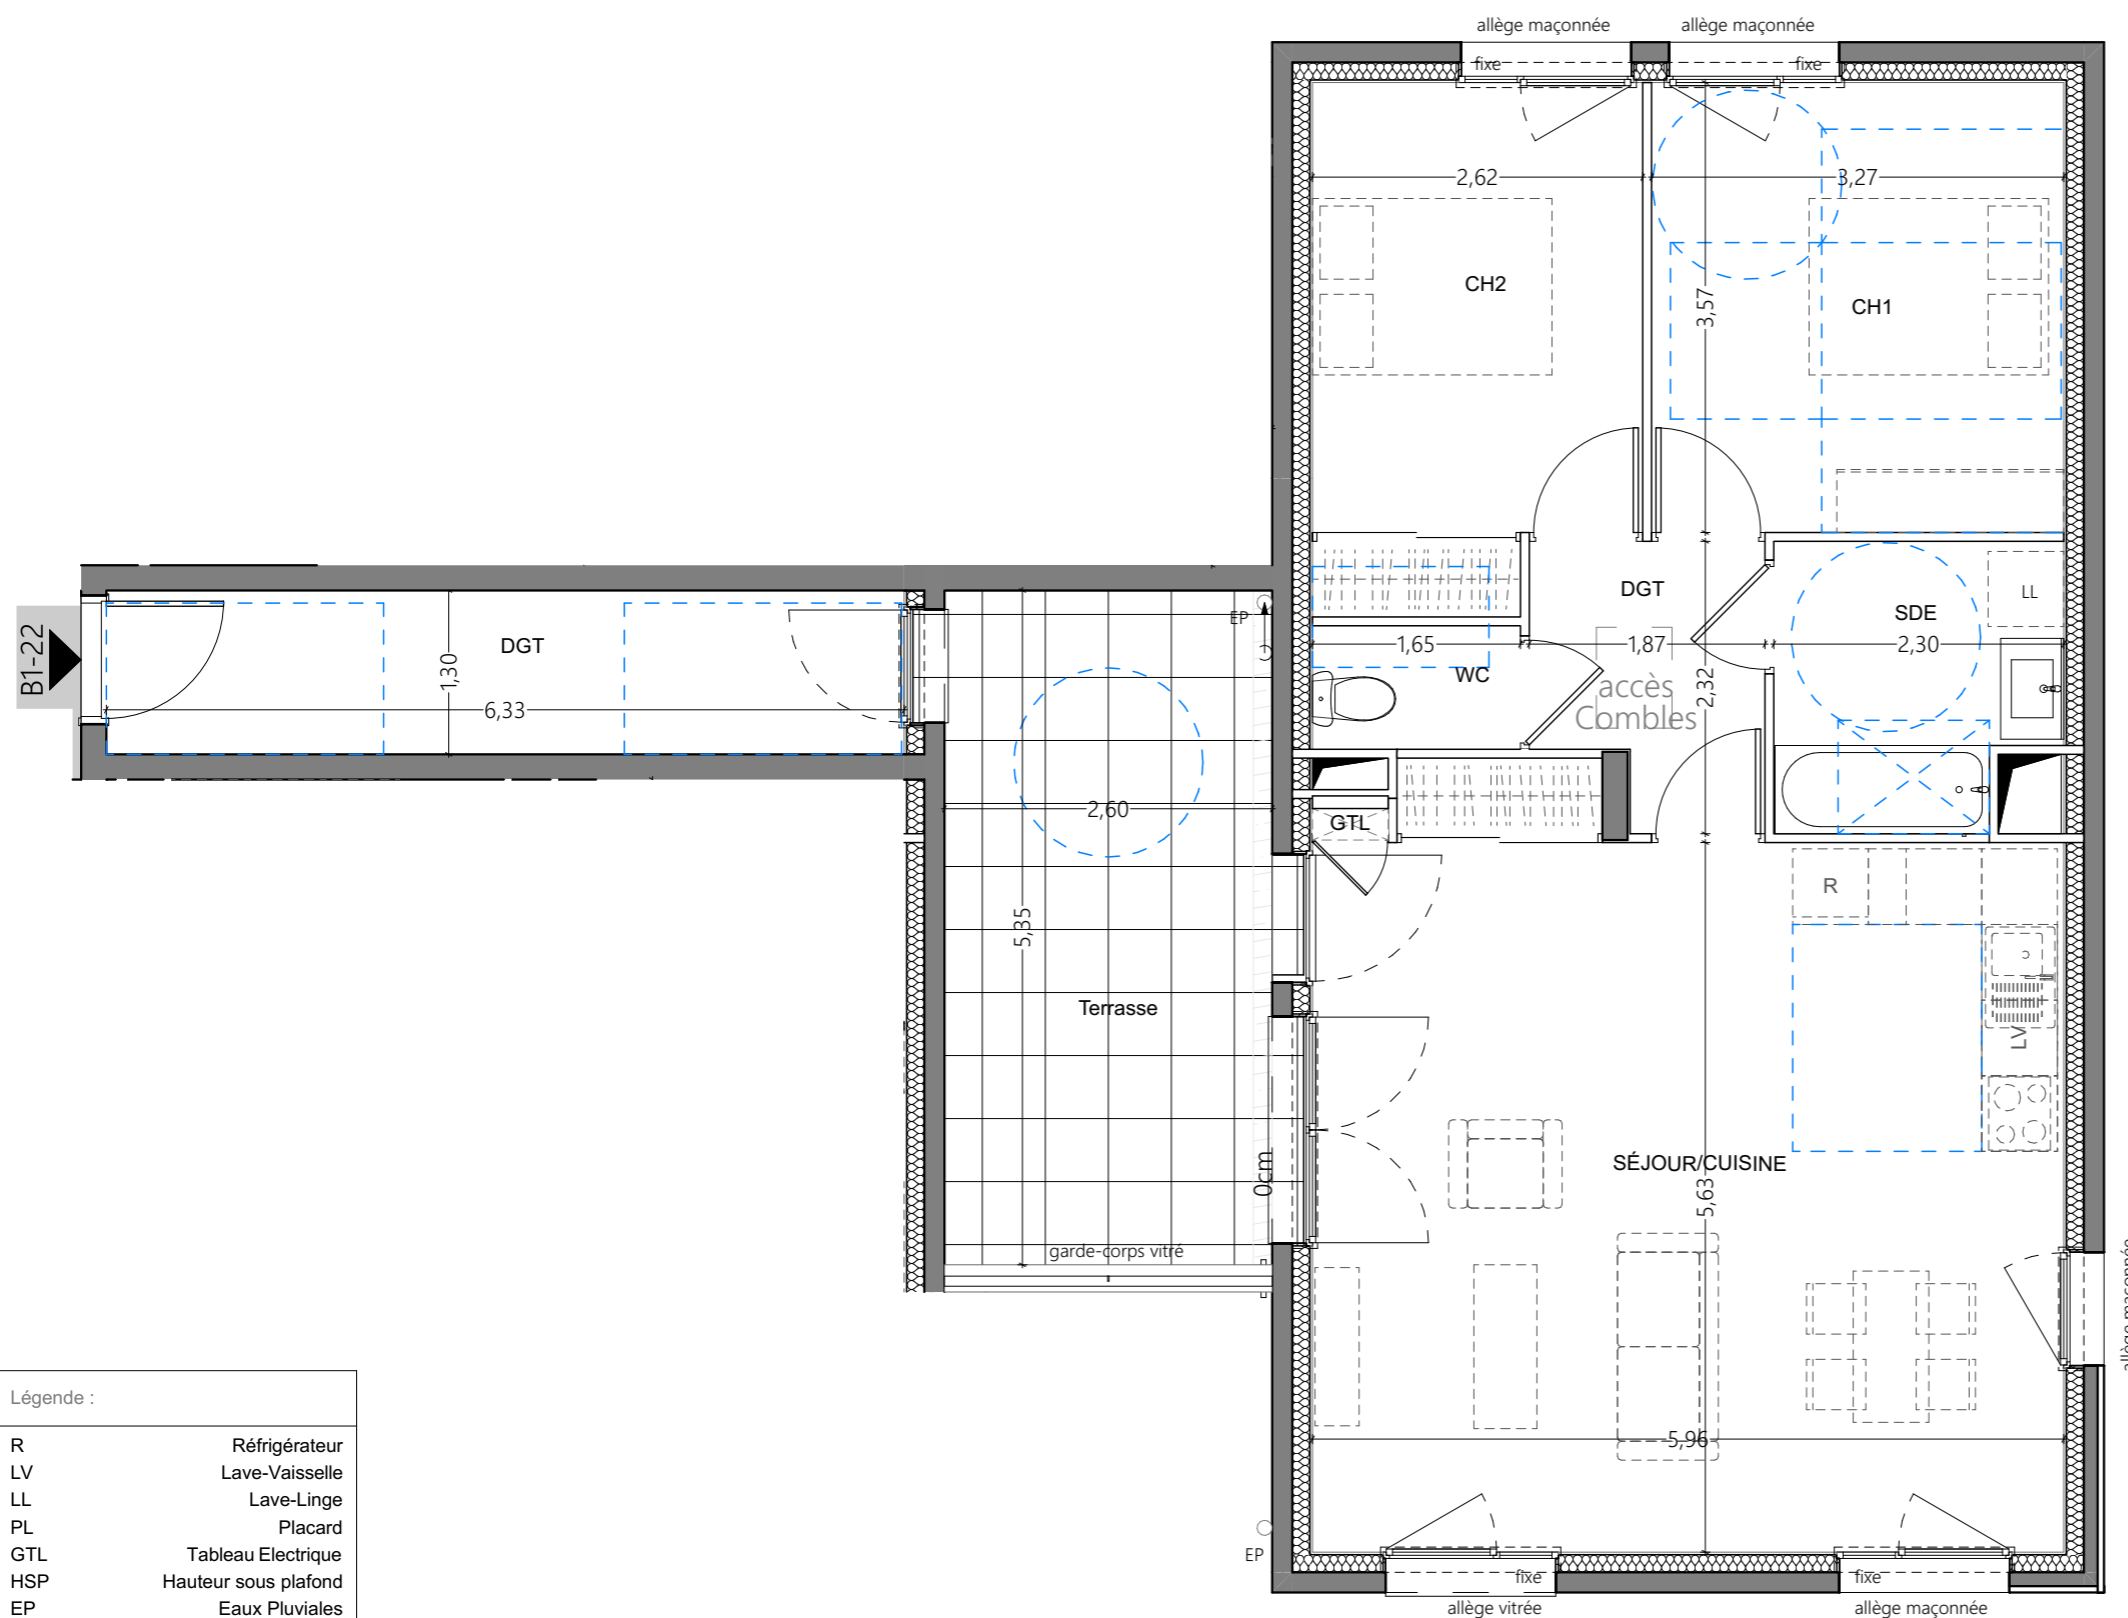 allège maçonnée
allège maçonnée
fixe
fixe
2,62
3,27
CH2
3,57
CH1
B1-22
DGT
1,30
6,33
EP
DGT
SDE
LL
1,65
1,87
2,30
WC
2,32
accès
Combles
2,60
GTL
R
5,35
Terrasse
LV
0cm
SÉJOUR/CUISINE
5,63
garde-corps vitré
allège maçonnée
5,96
EP
fixe
fixe
allège vitrée
allège maçonnée
Légende :
R Réfrigérateur
LV Lave-Vaisselle
LL Lave-Linge
PL Placard
GTL Tableau Electrique
HSP Hauteur sous plafond
EP Eaux Pluviales